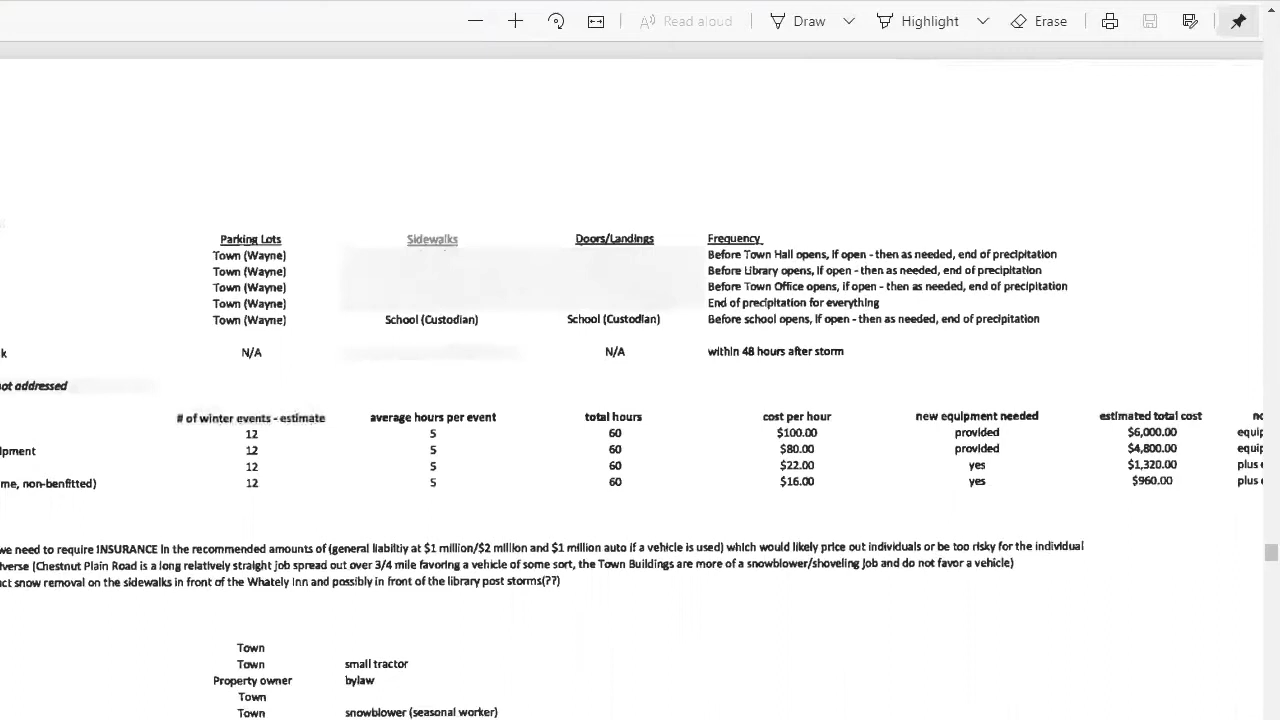 Read aloud Draw Highlight Erase
Parking Lots Sidewalks Doors/Landings Frequency
Town (Wayne) Before Town Hall opens, if open - then as needed, end of precipitation
Town (Wayne) Before Library opens, if open - then as needed, end of precipitation
Town (Wayne) Before Town Office opens, if open - then as needed, end of precipitation
Town (Wayne) End of precipitation for everything
Town (Wayne) School (Custodian) School (Custodian) Before school opens, if open - then as needed, end of precipitation
k N/A N/A within 48 hours after storm
ot addressed
# of winter events - estimate average hours per event total hours cost per hour new equipment needed estimated total cost no
12 5 60 $100.00 provided $6,000.00 equip
lpment 12 5 60 $80.00 provided $4,800.00 equip
12 5 60 $22.00 yes $1,320.00 plus e
me, non-benfitted) 12 5 60 $16.00 yes $960.00 plus e
we need to require INSURANCE in the recommended amounts of (general liabiltiy at $1 million/$2 million and $1 million auto if a vehicle is used) which would likely price out individuals or be too risky for the individual
verse (Chestnut Plain Road is a long relatively straight job spread out over 3/4 mile favoring a vehicle of some sort, the Town Buildings are more of a snowblower/shoveling job and do not favor a vehicle)
ct snow removal on the sidewalks in front of the Whately Inn and possibly in front of the library post storms(??)
Town
Town small tractor
Property owner bylaw
Town
Town snowblower (seasonal worker)